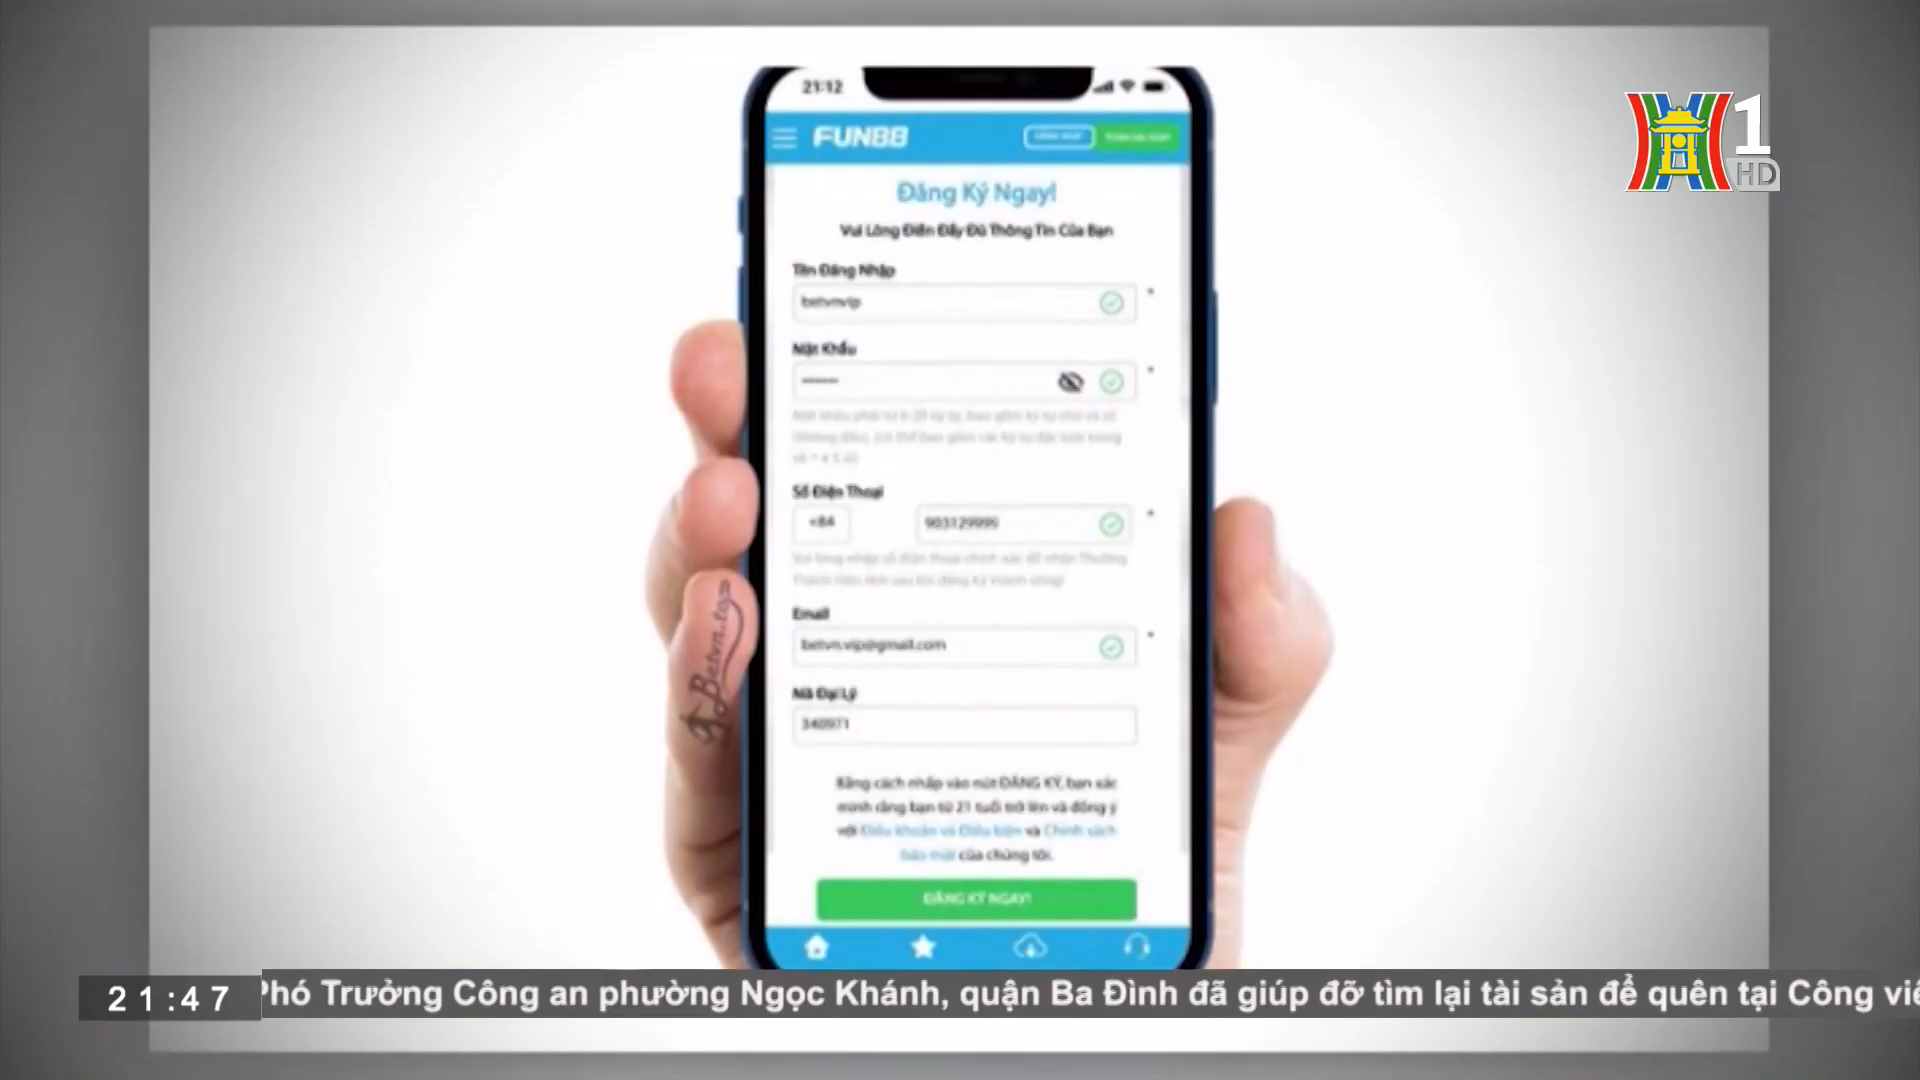 21:12
FUN88
Đăng Ký Ngay!
Vui Lòng Điền Đầy Đủ Thông Tin Của Bạn
Tên Đăng Nhập
betvnvip
Mật Khẩu
Số Điện Thoại
+84
903129999
Email
betvn.vip@gmail.com
Mã Đại Lý
340971
Bằng cách nhấp vào nút ĐĂNG KÝ, bạn xác
minh rằng bạn từ 21 tuổi trở lên và đồng ý
với Điều khoản và Điều kiện và Chính sách
bảo mật của chúng tôi.
ĐĂNG KÝ NGAY!
Betvn.to
1
HD
21:47
Phó Trưởng Công an phường Ngọc Khánh, quận Ba Đình đã giúp đỡ tìm lại tài sản để quên tại Công viê